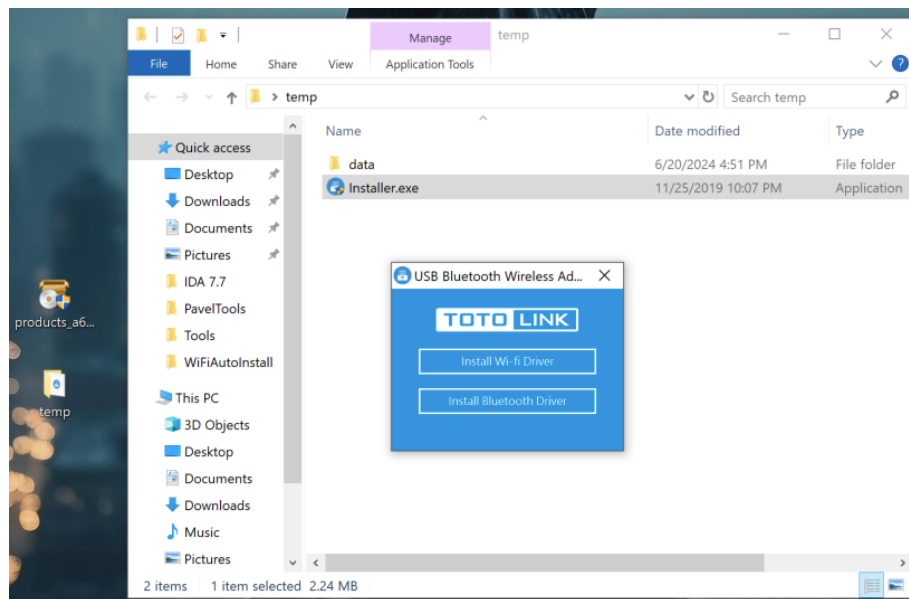 Manage
temp
File
Home
Share
View
Application Tools
temp
Search temp
Name
Date modified
Type
Quick access
Desktop
Downloads
Documents
Pictures
IDA 7.7
PavelTools
Tools
WiFiAutoInstall
This PC
3D Objects
Desktop
Documents
Downloads
Music
Pictures
data
6/20/2024 4:51 PM
File folder
Installer.exe
11/25/2019 10:07 PM
Application
USB Bluetooth Wireless Ad...
TOTO LINK
Install Wi-fi Driver
Install Bluetooth Driver
products_a6...
temp
2 items
1 item selected 2.24 MB